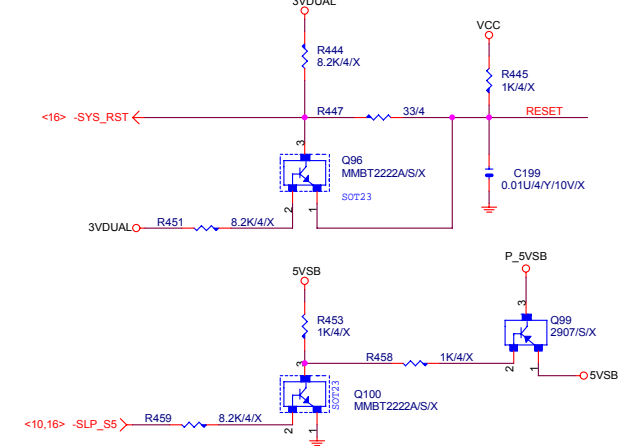 3VDUAL
VCC
R444
8.2K/4/X
R445
1K/4/X
<16> -SYS_RST
R447 33/4
RESET
3
Q96
MMBT2222A/S/X
SOT23
C199
0.01U/4/Y/10V/X
2 1
3VDUAL R451 8.2K/4/X
5VSB
P_5VSB
R453
1K/4/X
3
Q99
2907/S/X
R458 1K/4/X
2 1
5VSB
3
SOT23
Q100
MMBT2222A/S/X
<10,16> -SLP_S5 R459 8.2K/4/X
2 1